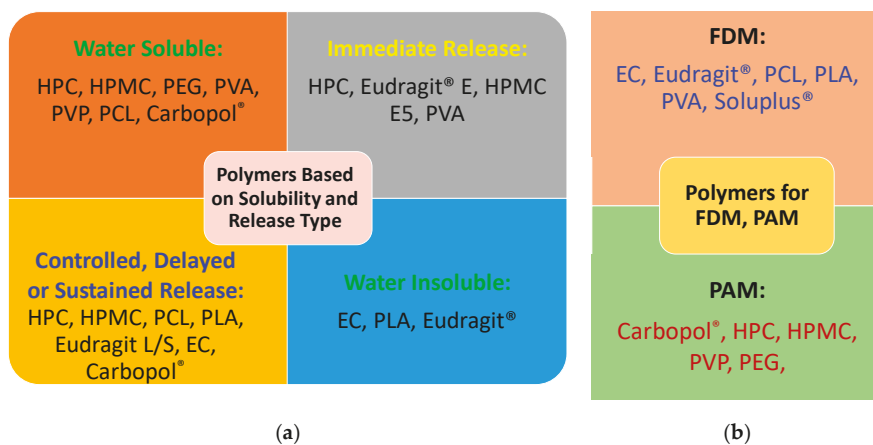 Water Soluble:
HPC, HPMC, PEG, PVA,
PVP, PCL, Carbopol®
Immediate Release:
HPC, Eudragit® E, HPMC
E5, PVA
Polymers Based
on Solubility and
Release Type
Controlled, Delayed
or Sustained Release:
HPC, HPMC, PCL, PLA,
Eudragit L/S, EC,
Carbopol®
Water Insoluble:
EC, PLA, Eudragit®
(a)
FDM:
EC, Eudragit®, PCL, PLA,
PVA, Soluplus®
Polymers for
FDM, PAM
PAM:
Carbopol®, HPC, HPMC,
PVP, PEG,
(b)